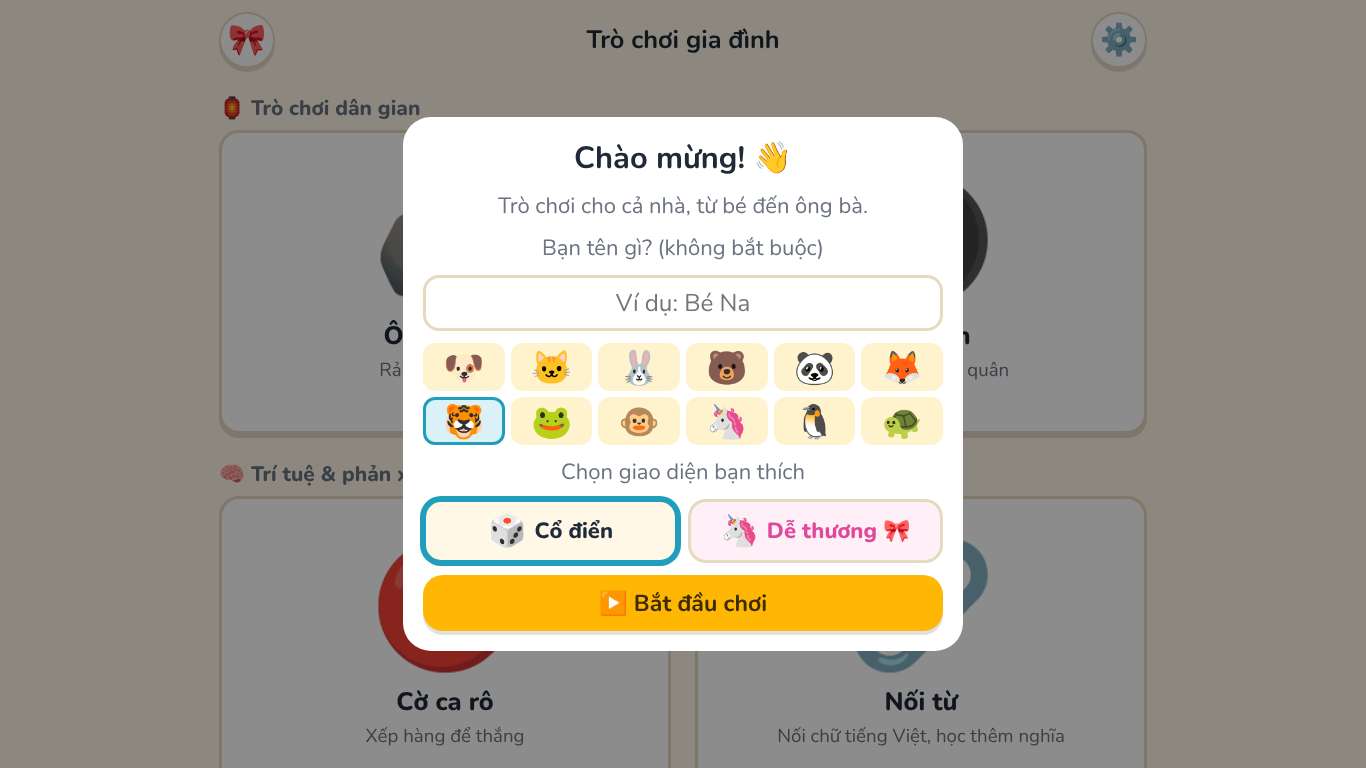 Trò chơi gia đình
Trò chơi dân gian
Chào mừng!
Trò chơi cho cả nhà, từ bé đến ông bà.
Bạn tên gì? (không bắt buộc)
Ví dụ: Bé Na
quân
Chọn giao diện bạn thích
Trí tuệ & phản
Cổ điển
Dễ thương
Bắt đầu chơi
Cờ ca rô
Nối từ
Xếp hàng để thắng
Nối chữ tiếng Việt, học thêm nghĩa